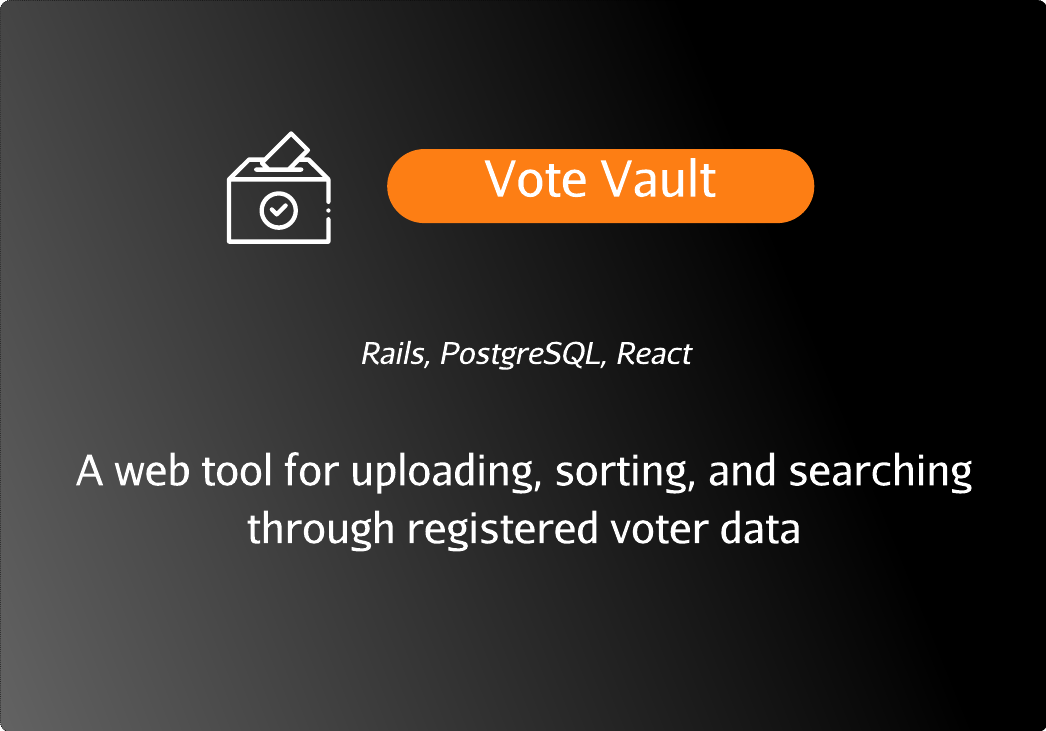 Vote Vault
Rails, PostgreSQL, React
A web tool for uploading, sorting, and searching
through registered voter data